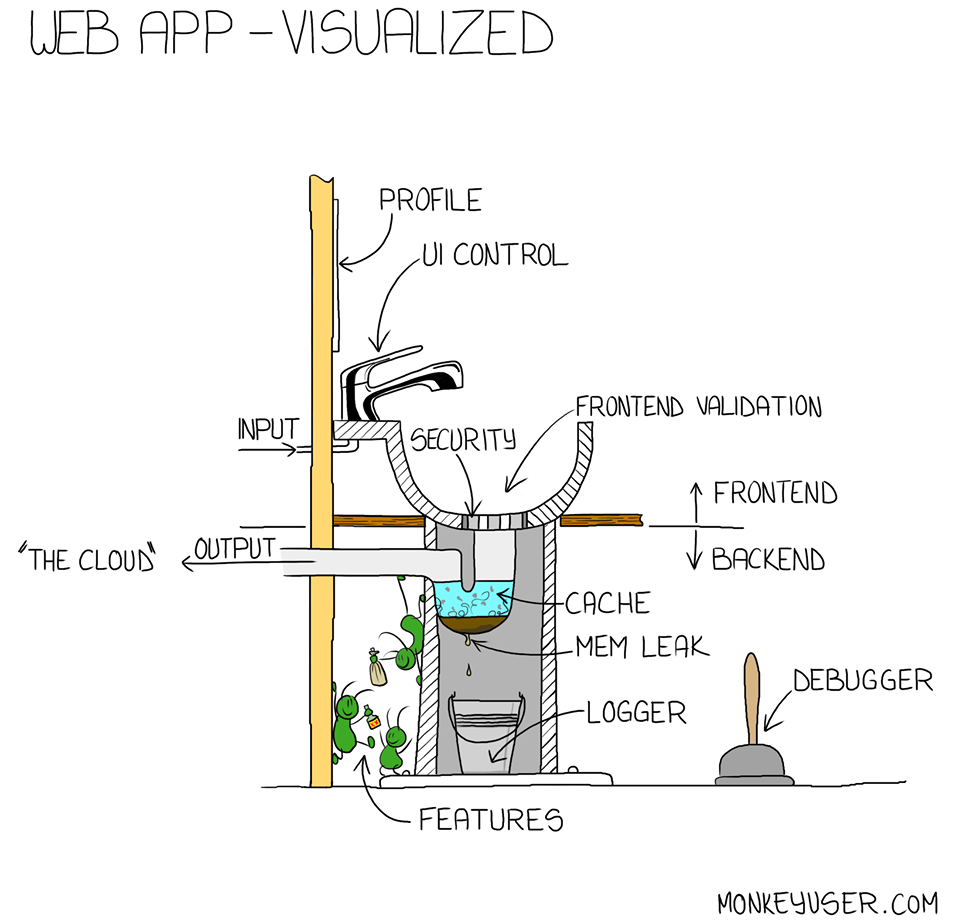 WEB APP - VISUALIZED
PROFILE
UI CONTROL
FRONTEND VALIDATION
INPUT
SECURITY
FRONTEND
"THE CLOUD"
OUTPUT
BACKEND
CACHE
MEM LEAK
DEBUGGER
LOGGER
FEATURES
MONKEYUSER.COM